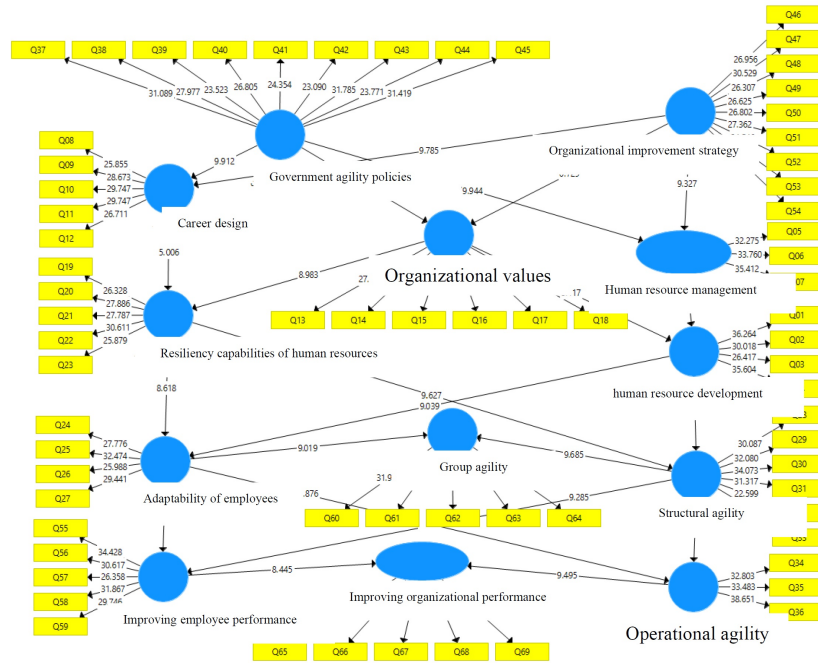 Q46
Q37 Q38 Q39 Q40 Q41 Q42 Q43 Q44 Q45
Q47
Q48
26.956
30.529
26.307
26.625
26.802
27.362
Q49
Q50
Q51
Q52
Q53
Q54
31.089 27.977 23.523 26.805 24.354 23.090 31.785 23.771 31.419
Organizational improvement strategy
9.785
9.912
Government agility policies
Q08
Q09
Q10
Q11
Q12
25.855
28.673
29.747
29.747
26.711
Career design
9.944
9.327
Q05
Q06
32.275
33.760
35.412
Human resource management
Organizational values
5.006
8.983
27.
Q13 Q14 Q15 Q16 Q17 Q18
Q19
Q20
Q21
Q22
Q23
26.328
27.886
27.787
30.611
25.879
Resiliency capabilities of human resources
Q01
Q02
Q03
36.264
30.018
26.417
35.604
human resource development
8.618
9.627
9.039
Q24
Q25
Q26
Q27
27.776
32.474
25.988
29.441
Adaptability of employees
9.019
Group agility
9.685
30.087
32.080
34.073
31.317
22.599
Q29
Q30
Q31
Structural agility
31.9
.876
9.285
Q60 Q61 Q62 Q63 Q64
Q55
Q56
Q57
Q58
Q59
34.428
30.617
26.358
31.867
29.746
Improving employee performance
8.445
Improving organizational performance
9.495
Q34
Q35
Q36
32.803
33.483
38.651
Operational agility
Q65 Q66 Q67 Q68 Q69